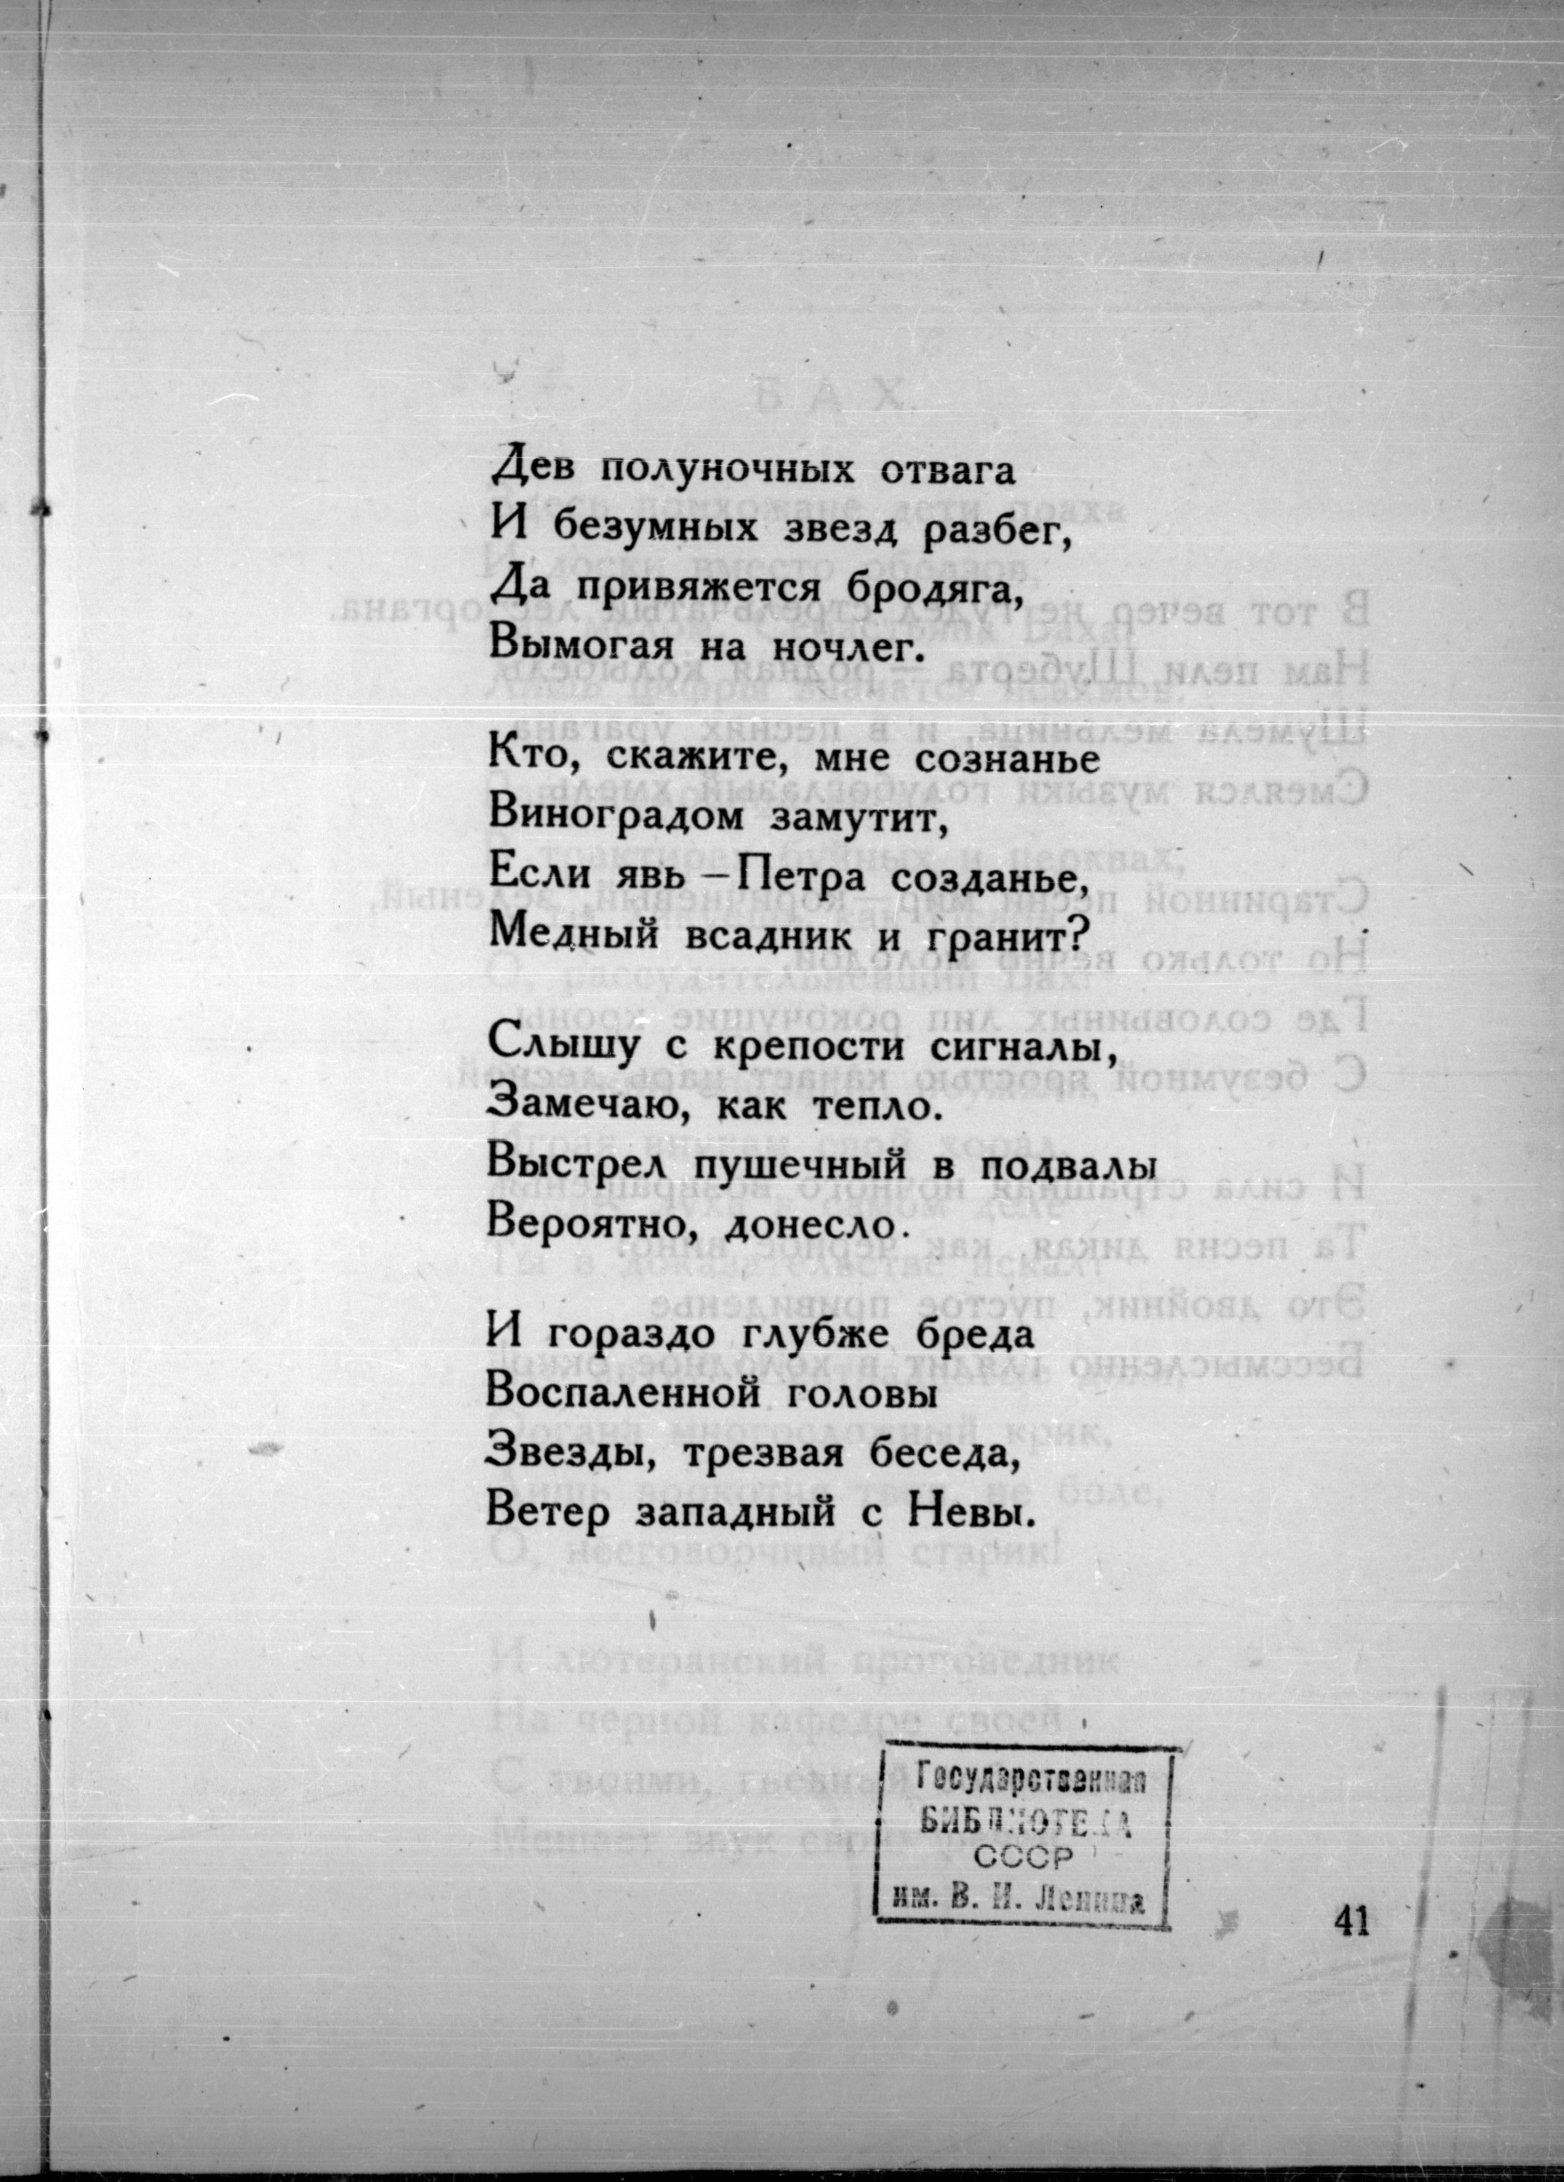 Дев полуночных отвага
И безумных звезд разбег,
Да привяжется бродяга,
Вымогая на ночлег.
Кто, скажите, мне сознанье
Виноградом замутит,
Если явь — Петра созданье,
Медный всадник и гранит?
Слышу с крепости сигналы,
Замечаю, как тепло.
Выстрел пушечный в подвалы
Вероятно, донесло.
И гораздо глубже бреда
Воспаленной головы
Звезды, трезвая беседа,
Ветер западный с Невы.
Государственная
БИБЛИОТЕКА
СССР
им. В. И. Ленина
41